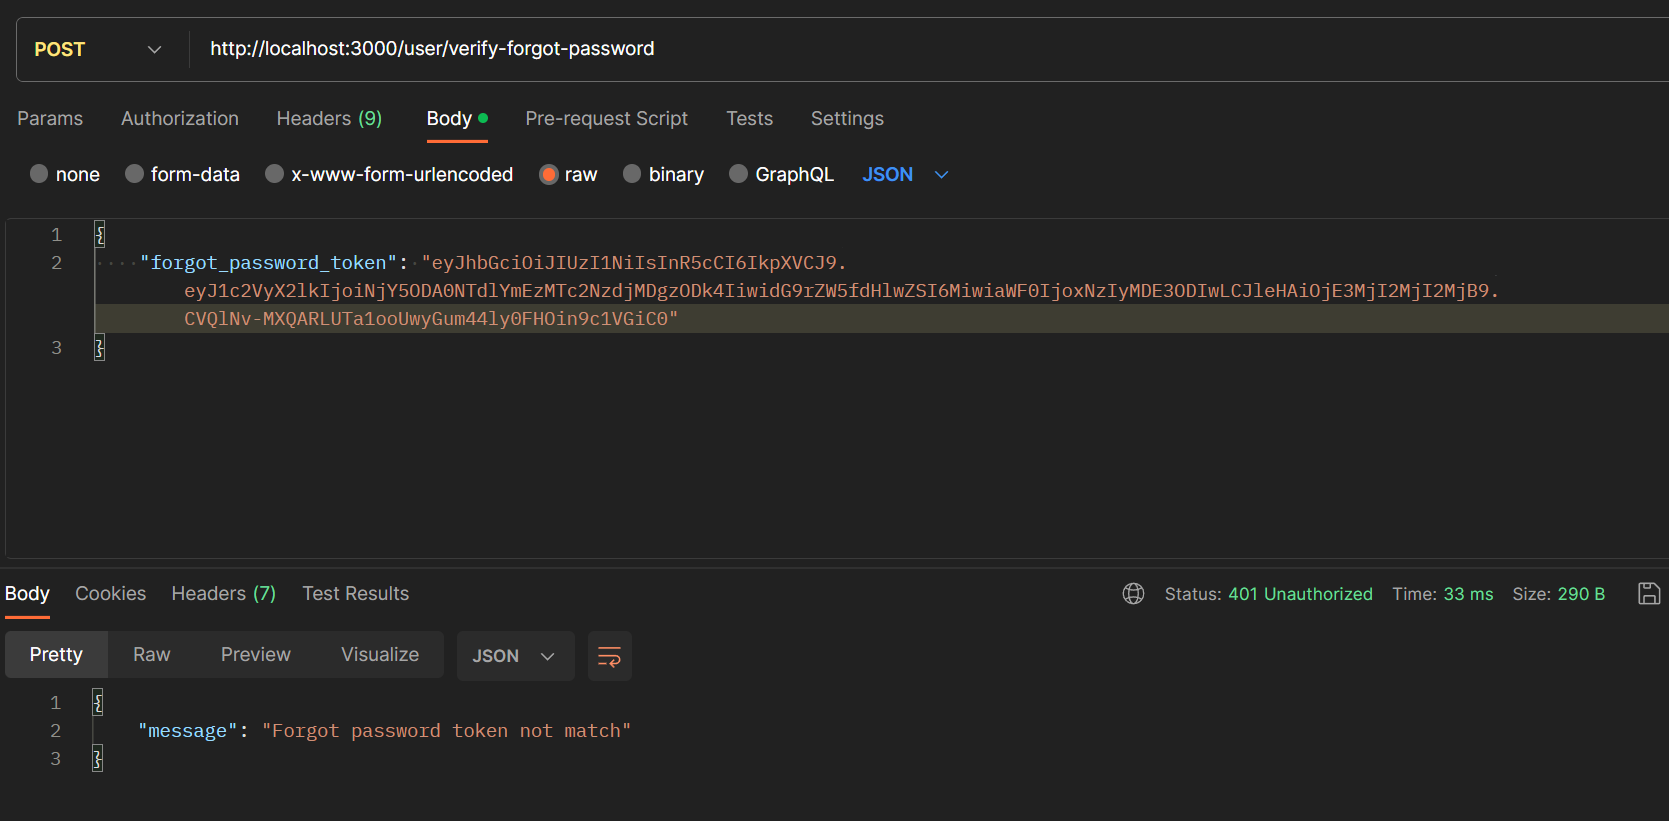 POST http://localhost:3000/user/verify-forgot-password
Params Authorization Headers (9) Body Pre-request Script Tests Settings
none form-data x-www-form-urlencoded raw binary GraphQL JSON
1 {
2 "forgot_password_token": "eyJhbGciOiJIUzI1NiIsInR5cCI6IkpXVCJ9.
eyJ1c2VyX2lkIjoiNjY5ODA0NTdlYmEzMTc2NzdjMDgzODk4IiwidG9rZW5fdHlwZSI6MiwiaWF0IjoxNzIyMDE3ODIwLCJleHAiOjE3MjI2MjI2MjB9.
CVQlNv-MXQARLUTa1ooUwyGum44ly0FHOin9c1VGiC0"
3 }
Body Cookies Headers (7) Test Results Status: 401 Unauthorized Time: 33 ms Size: 290 B
Pretty Raw Preview Visualize JSON
1 {
2 "message": "Forgot password token not match"
3 }